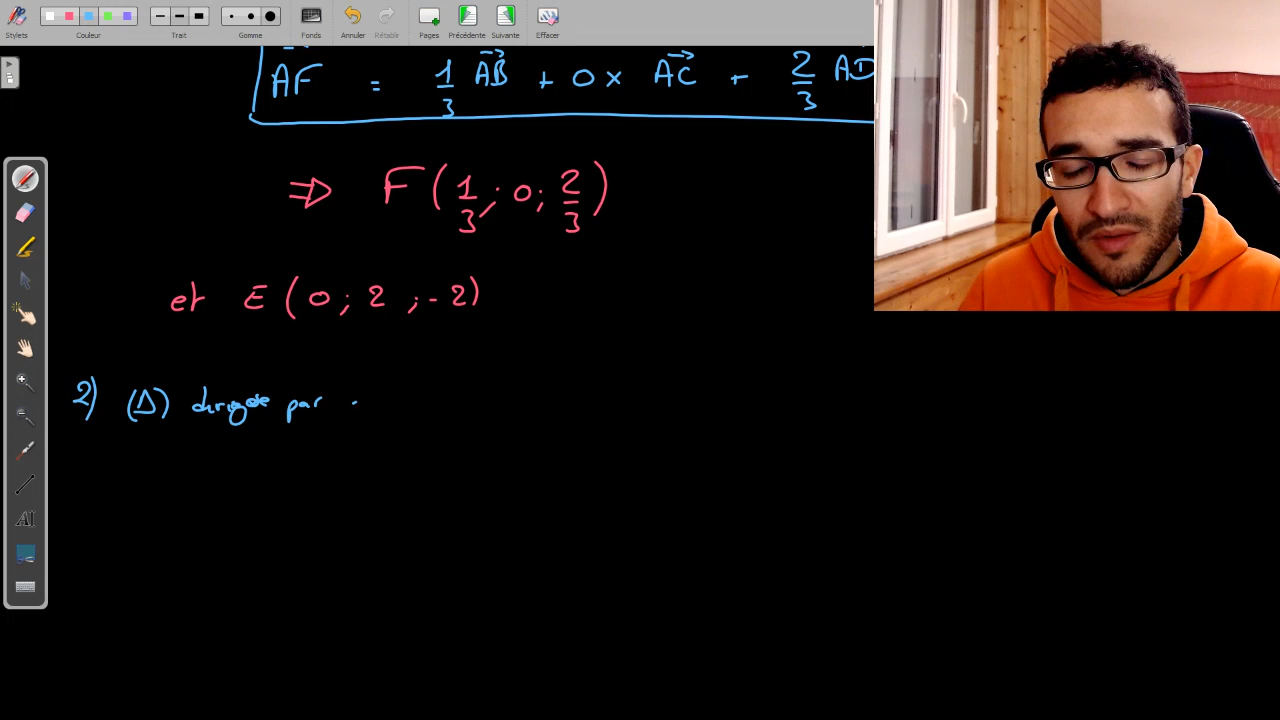 Stylets Couleur Trait Gomme Fonds Annuler Rétablir Pages Précédente Suivante Effacer
AF = 1/3 AB + 0 × AC + 2/3 AD
⇒ F(1/3; 0; 2/3)
et E(0; 2; -2)
2) (Δ) dirigée par
AI